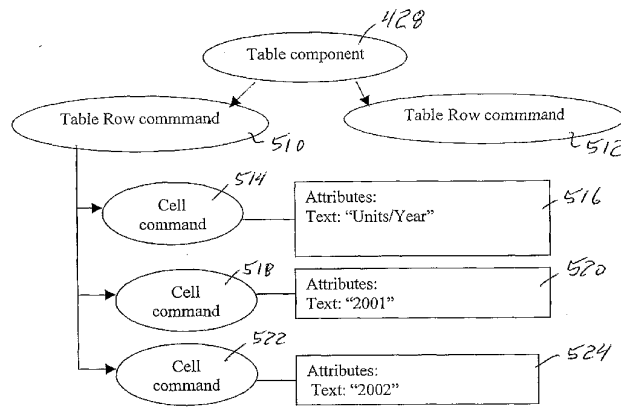 428
Table component
Table Row commmand
510
Table Row commmand
512
Cell
command
514
Attributes:
Text: “Units/Year”
516
Cell
command
518
Attributes:
Text: “2001”
520
Cell
command
522
Attributes:
Text: “2002”
524